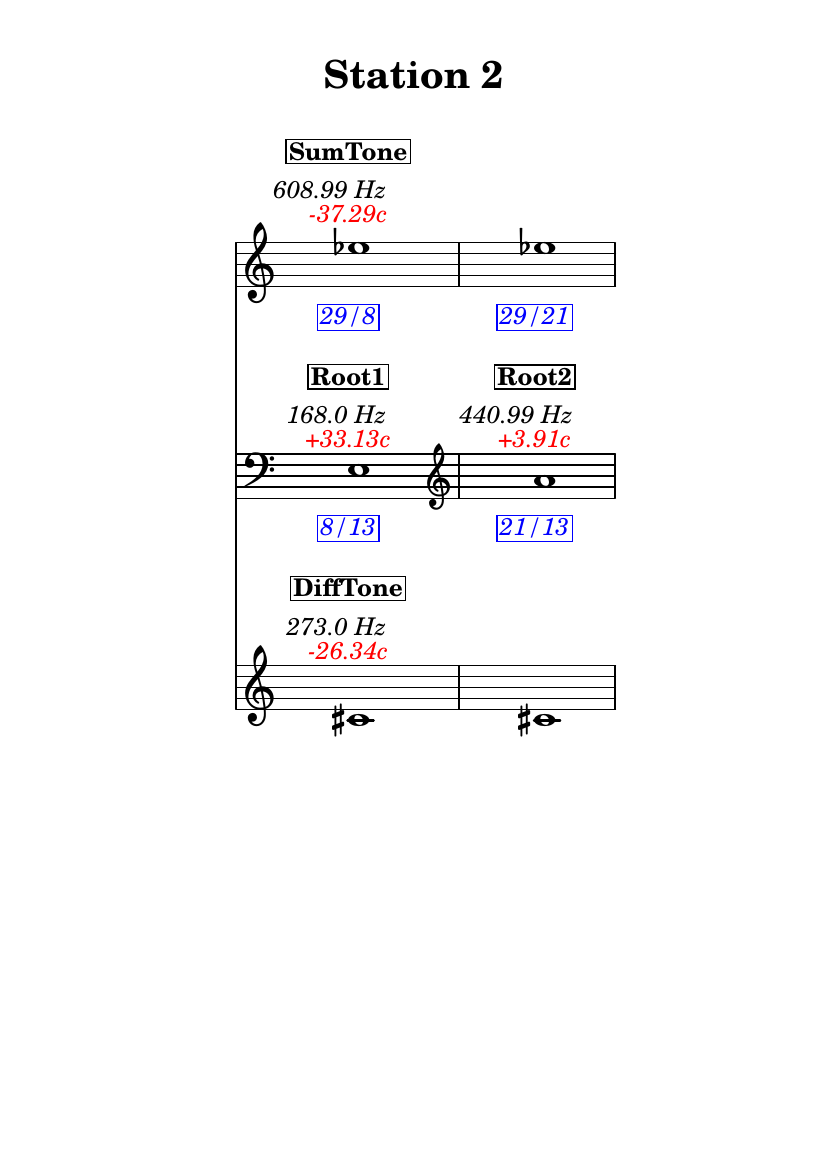 Station 2
SumTone
608.99 Hz
-37.29c
29/8 29/21
Root1 Root2
168.0 Hz 440.99 Hz
+33.13c +3.91c
8/13 21/13
DiffTone
273.0 Hz
-26.34c